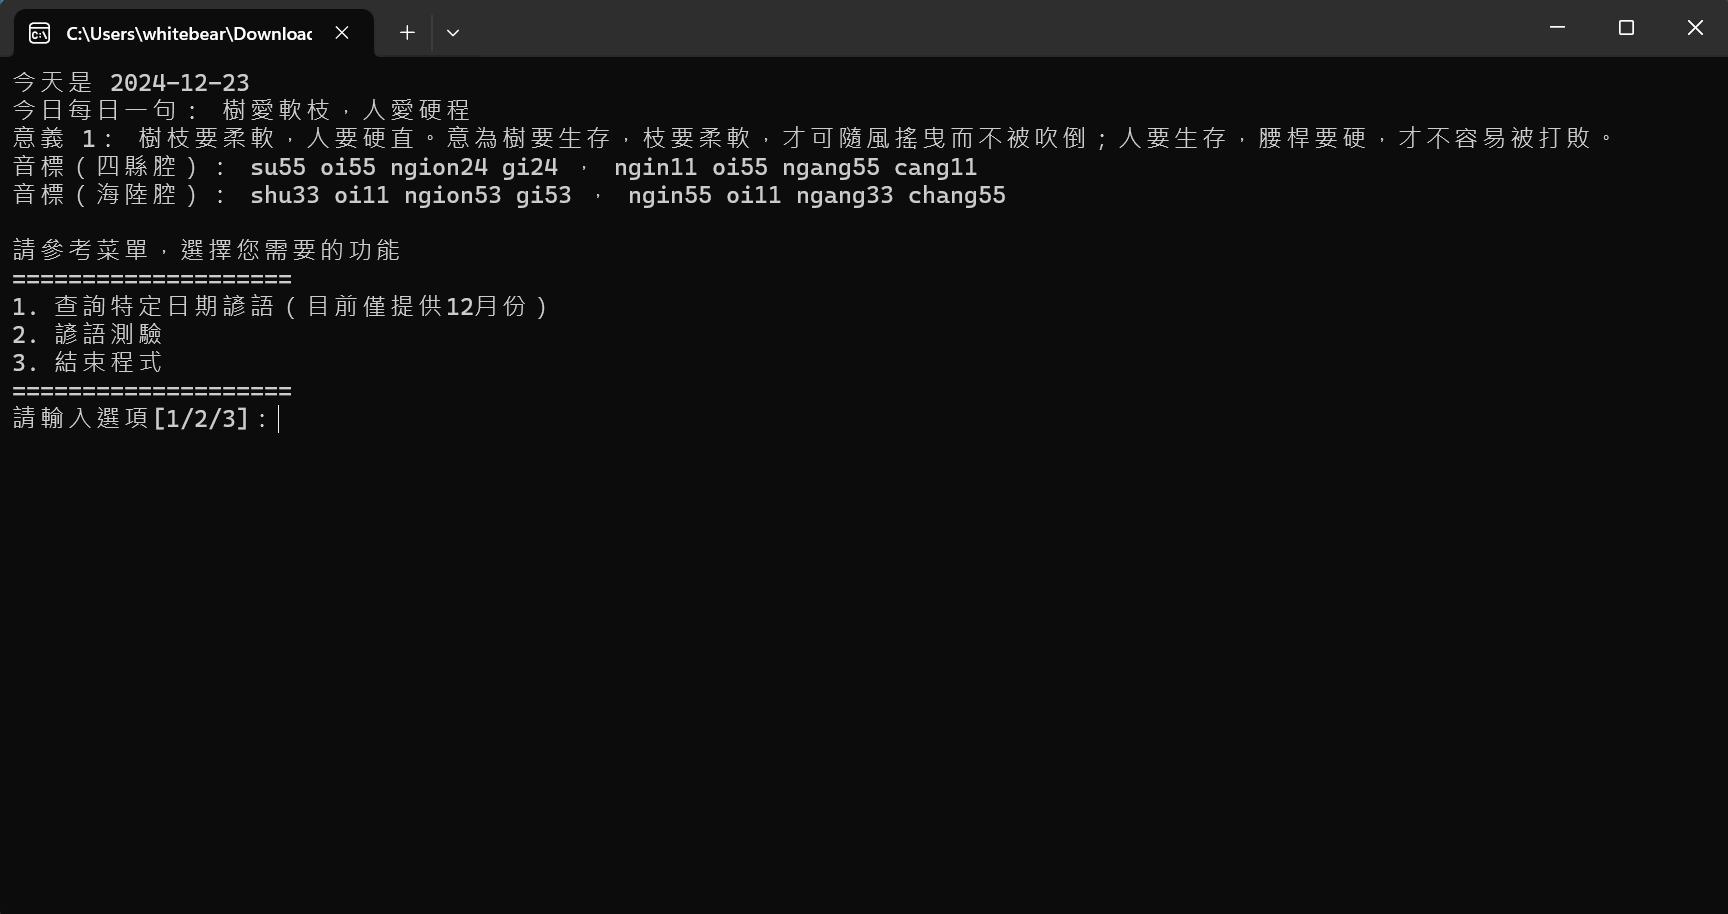 C:\Users\whitebear\Downloac
今天是 2024-12-23
今日每日一句： 樹愛軟枝，人愛硬程
意義 1： 樹枝要柔軟，人要硬直。意為樹要生存，枝要柔軟，才可隨風搖曳而不被吹倒；人要生存，腰桿要硬，才不容易被打敗。
音標（四縣腔）： su55 oi55 ngion24 gi24 ， ngin11 oi55 ngang55 cang11
音標（海陸腔）： shu33 oi11 ngion53 gi53 ， ngin55 oi11 ngang33 chang55
請參考菜單，選擇您需要的功能
====================
1. 查詢特定日期諺語（目前僅提供12月份）
2. 諺語測驗
3. 結束程式
====================
請輸入選項[1/2/3]：